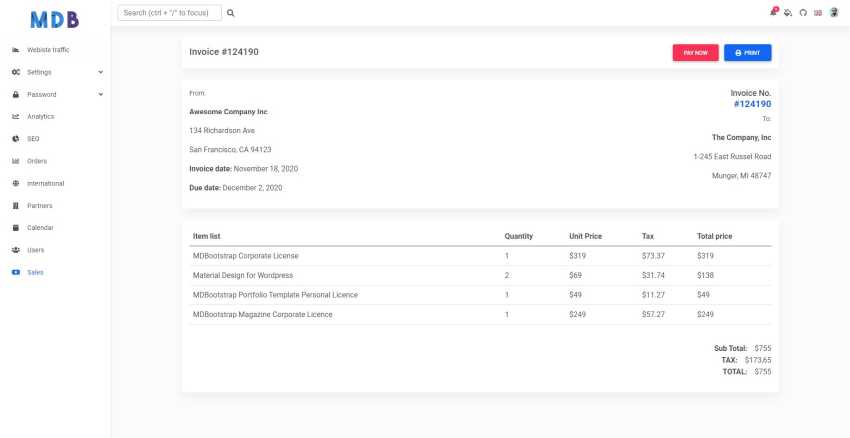 MDB
Search (ctrl + "/" to focus)
Webiste traffic
Settings
Password
Analytics
SEO
Orders
International
Partners
Calendar
Users
Sales
Invoice #124190
PAY NOW
PRINT
From:
Awesome Company Inc
134 Richardson Ave
San Francisco, CA 94123
Invoice date: November 18, 2020
Due date: December 2, 2020
Invoice No.
#124190
To:
The Company, Inc
1-245 East Russel Road
Munger, MI 48747
Item list Quantity Unit Price Tax Total price
MDBootstrap Corporate License 1 $319 $73.37 $319
Material Design for Wordpress 2 $69 $31.74 $138
MDBootstrap Portfolio Template Personal Licence 1 $49 $11.27 $49
MDBootstrap Magazine Corporate Licence 1 $249 $57.27 $249
Sub Total: $755
TAX: $173,65
TOTAL: $755